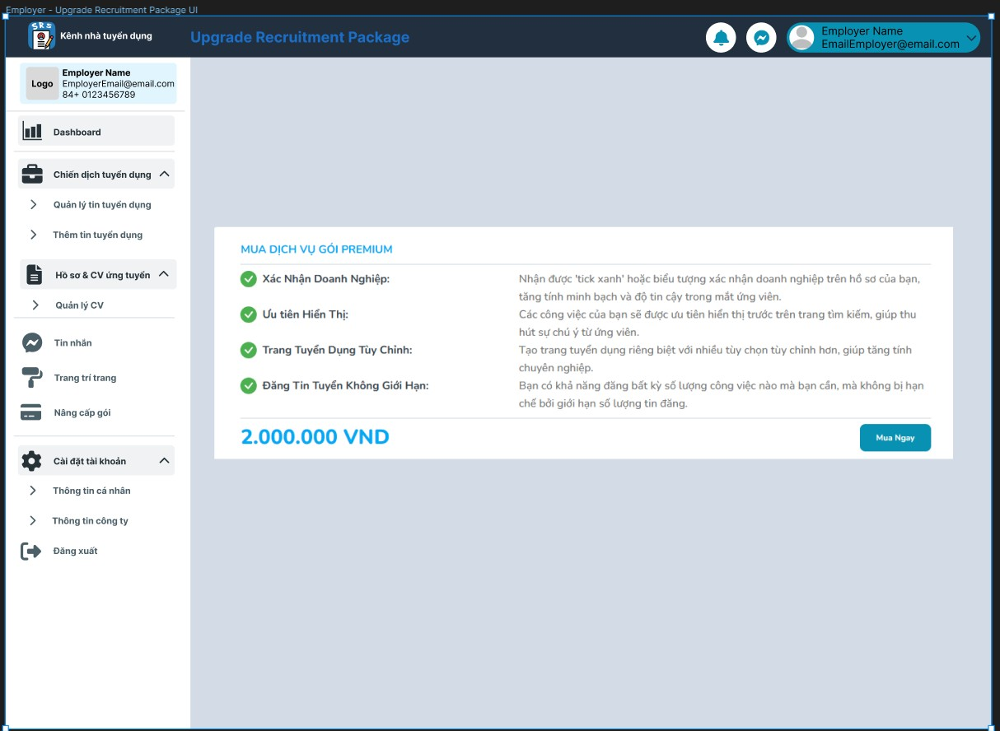 Employer - Upgrade Recruitment Package UI
SRS
Kênh nhà tuyển dụng
Upgrade Recruitment Package
Employer Name
EmailEmployer@email.com
Logo
Employer Name
EmployerEmail@email.com
84+ 0123456789
Dashboard
Chiến dịch tuyển dụng
Quản lý tin tuyển dụng
Thêm tin tuyển dụng
Hồ sơ & CV ứng tuyển
Quản lý CV
Tin nhắn
Trang trí trang
Nâng cấp gói
Cài đặt tài khoản
Thông tin cá nhân
Thông tin công ty
Đăng xuất
MUA DỊCH VỤ GÓI PREMIUM
Xác Nhận Doanh Nghiệp:
Nhận được 'tick xanh' hoặc biểu tượng xác nhận doanh nghiệp trên hồ sơ của bạn,
tăng tính minh bạch và độ tin cậy trong mắt ứng viên.
Ưu tiên Hiển Thị:
Các công việc của bạn sẽ được ưu tiên hiển thị trước trên trang tìm kiếm, giúp thu
hút sự chú ý từ ứng viên.
Trang Tuyển Dụng Tùy Chỉnh:
Tạo trang tuyển dụng riêng biệt với nhiều tùy chọn tùy chỉnh hơn, giúp tăng tính
chuyên nghiệp.
Đăng Tin Tuyển Không Giới Hạn:
Bạn có khả năng đăng bất kỳ số lượng công việc nào mà bạn cần, mà không bị hạn
chế bởi giới hạn số lượng tin đăng.
2.000.000 VND
Mua Ngay